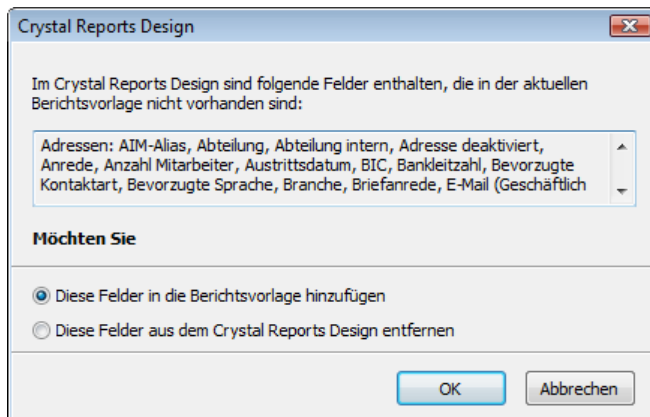 Crystal Reports Design
Im Crystal Reports Design sind folgende Felder enthalten, die in der aktuellen
Berichtsvorlage nicht vorhanden sind:
Adressen: AIM-Alias, Abteilung, Abteilung intern, Adresse deaktiviert,
Anrede, Anzahl Mitarbeiter, Austrittsdatum, BIC, Bankleitzahl, Bevorzugte
Kontaktart, Bevorzugte Sprache, Branche, Briefanrede, E-Mail (Geschäftlich
Möchten Sie
Diese Felder in die Berichtsvorlage hinzufügen
Diese Felder aus dem Crystal Reports Design entfernen
OK Abbrechen